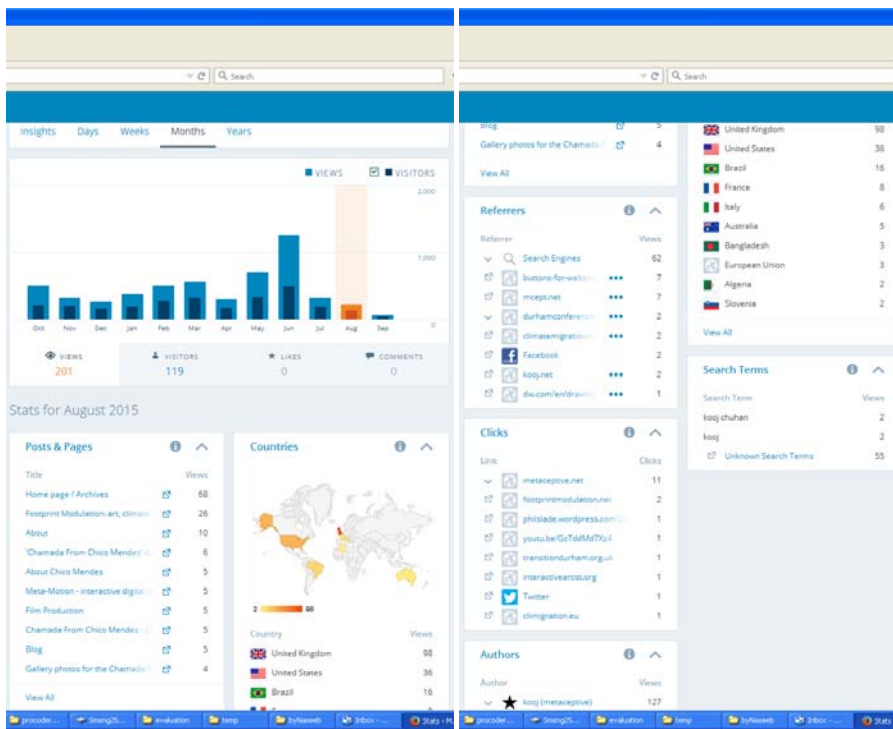 Search
Insights Days Weeks Months Years
VIEWS VISITORS
2,000
1,000
0
Oct Nov Dec Jan Feb Mar Apr May Jun Jul Aug Sep
VIEWS VISITORS LIKES COMMENTS
201 119 0 0
Stats for August 2015
Posts & Pages
Title Views
Home page / Archives 68
Footprint Modulation: art, climate 26
About 10
'Chamada From Chico Mendes' 6
About Chico Mendes 5
Meta-Motion - interactive digital 5
Film Production 5
Chamada From Chico Mendes - 5
Blog 5
Gallery photos for the Chamada 4
View All
Countries
2 98
Country Views
United Kingdom 98
United States 36
Brazil 16
procoder... evaluation temp byNaseeb Inbox - ... Stats
Search
Blog 5
Gallery photos for the Chamada 4
View All
Referrers
Referrer Views
Search Engines 62
buttons-for-website 7
mcept.net 7
durhamconference 2
climatemigration 2
Facebook 2
kooj.net 2
dw.com/en/drawn 1
Clicks
Link Clicks
metaceptive.net 11
footprintmodulation.net 2
philslade.wordpress.com 1
youtu.be/GzTddMd7Xz4 1
transitiondurham.org.uk 1
interactiveartist.org 1
Twitter 1
climigration.eu 1
Authors
Author Views
kooj (metaceptive) 127
United Kingdom 98
United States 36
Brazil 16
France 8
Italy 6
Australia 5
Bangladesh 3
European Union 3
Algeria 2
Slovenia 2
View All
Search Terms
Search Term Views
kooj chuhan 2
kooj 2
Unknown Search Terms 55
procoder... evaluation temp byNaseeb Inbox - ... Stats